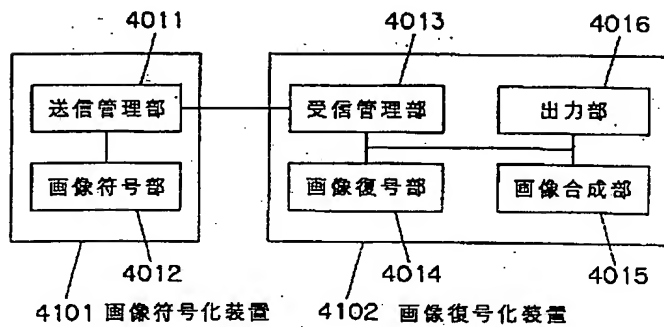 4011
4013
4016
送信管理部
受信管理部
出力部
画像符号部
画像復号部
画像合成部
4012
4014
4015
4101 画像符号化装置
4102 画像復号化装置